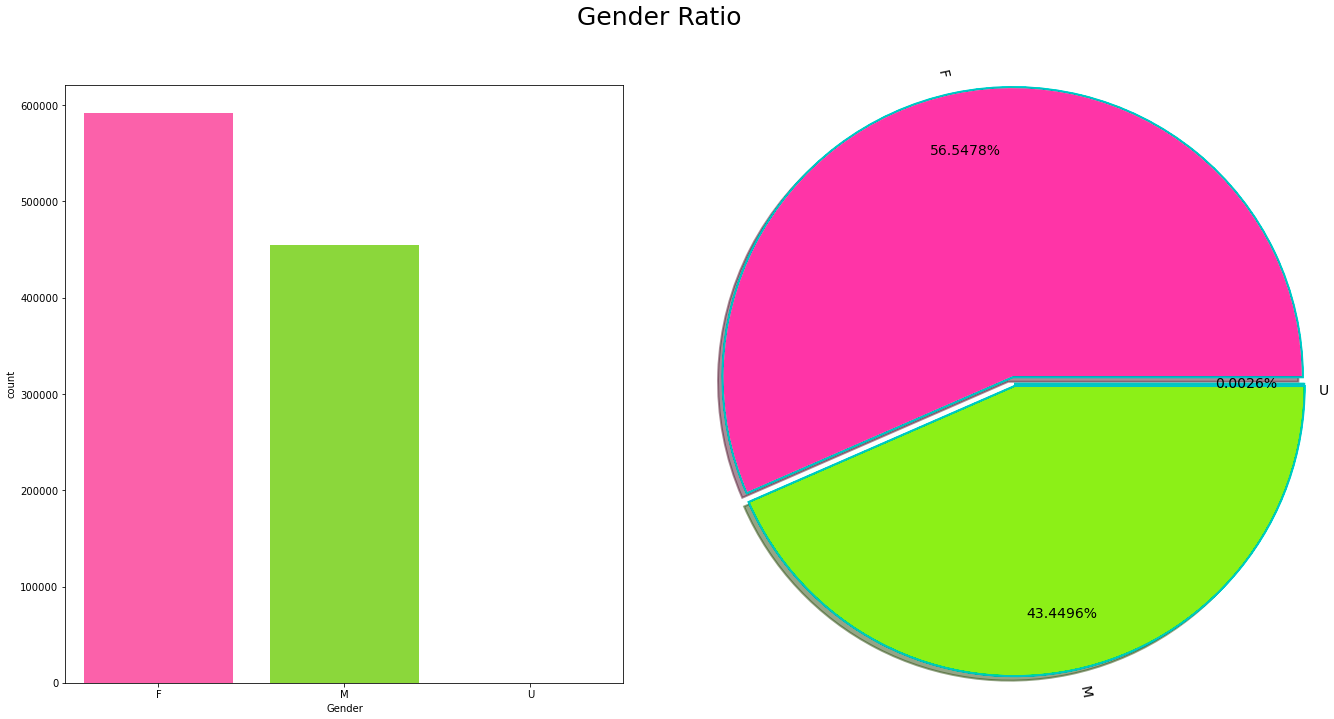 Gender Ratio
600000
500000
400000
300000
200000
100000
0
count
F
M
U
Gender
F
56.5478%
0.0026%
U
43.4496%
M